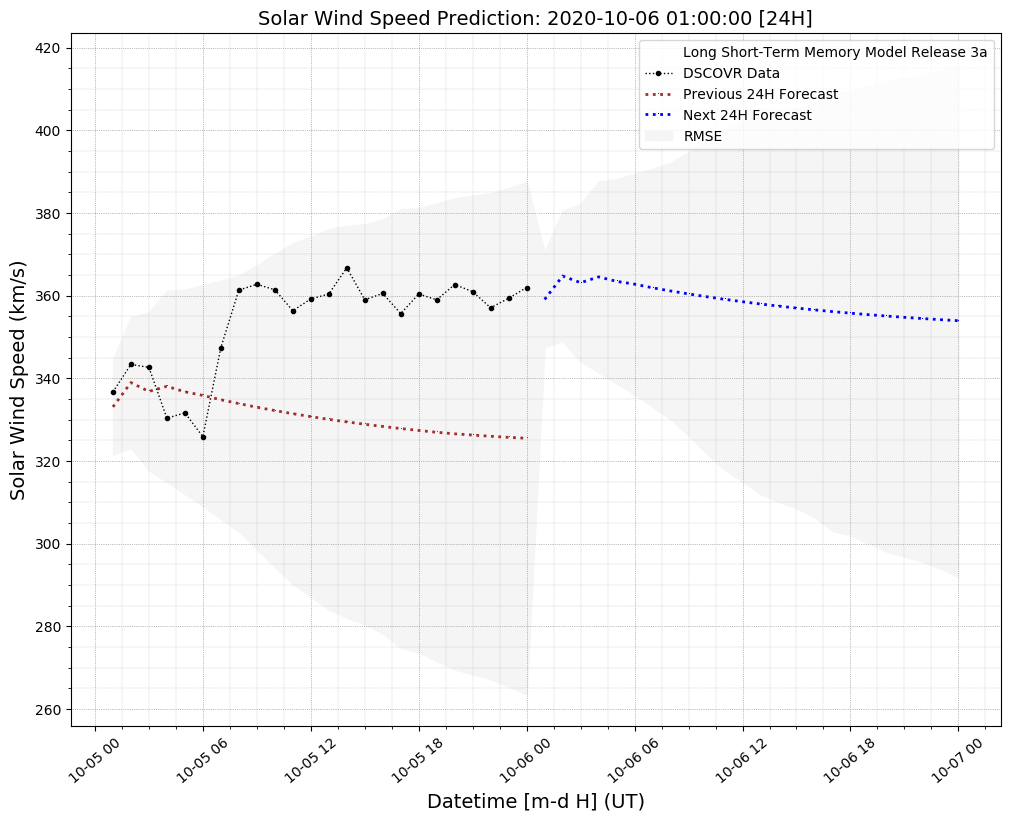 Solar Wind Speed Prediction: 2020-10-06 01:00:00 [24H]
Long Short-Term Memory Model Release 3a
DSCOVR Data
Previous 24H Forecast
Next 24H Forecast
RMSE
Solar Wind Speed (km/s)
420
400
380
360
340
320
300
280
260
10-05 00
10-05 06
10-05 12
10-05 18
10-06 00
10-06 06
10-06 12
10-06 18
10-07 00
Datetime [m-d H] (UT)